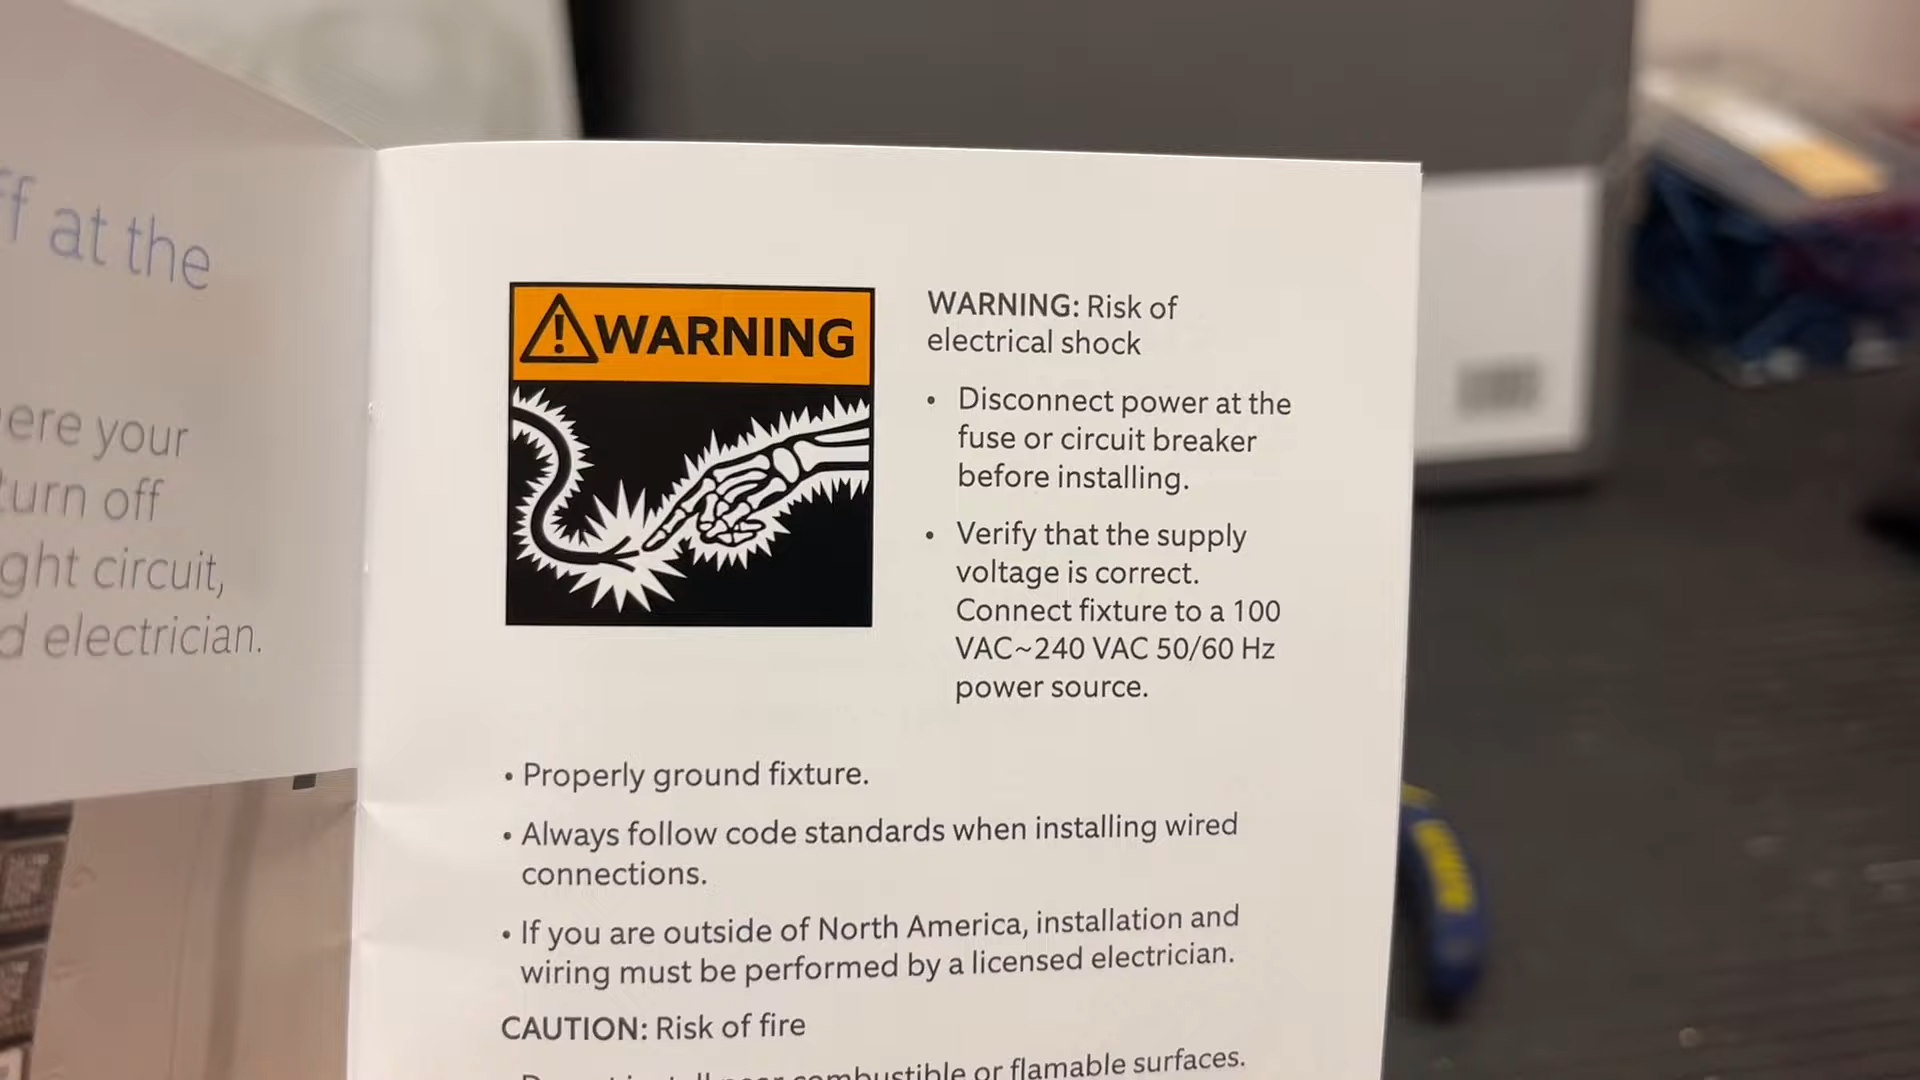 ff at the
ere your
turn off
ght circuit,
d electrician.
WARNING
WARNING: Risk of
electrical shock
• Disconnect power at the
fuse or circuit breaker
before installing.
• Verify that the supply
voltage is correct.
Connect fixture to a 100
VAC~240 VAC 50/60 Hz
power source.
• Properly ground fixture.
• Always follow code standards when installing wired
connections.
• If you are outside of North America, installation and
wiring must be performed by a licensed electrician.
CAUTION: Risk of fire
combustible or flamable surfaces.